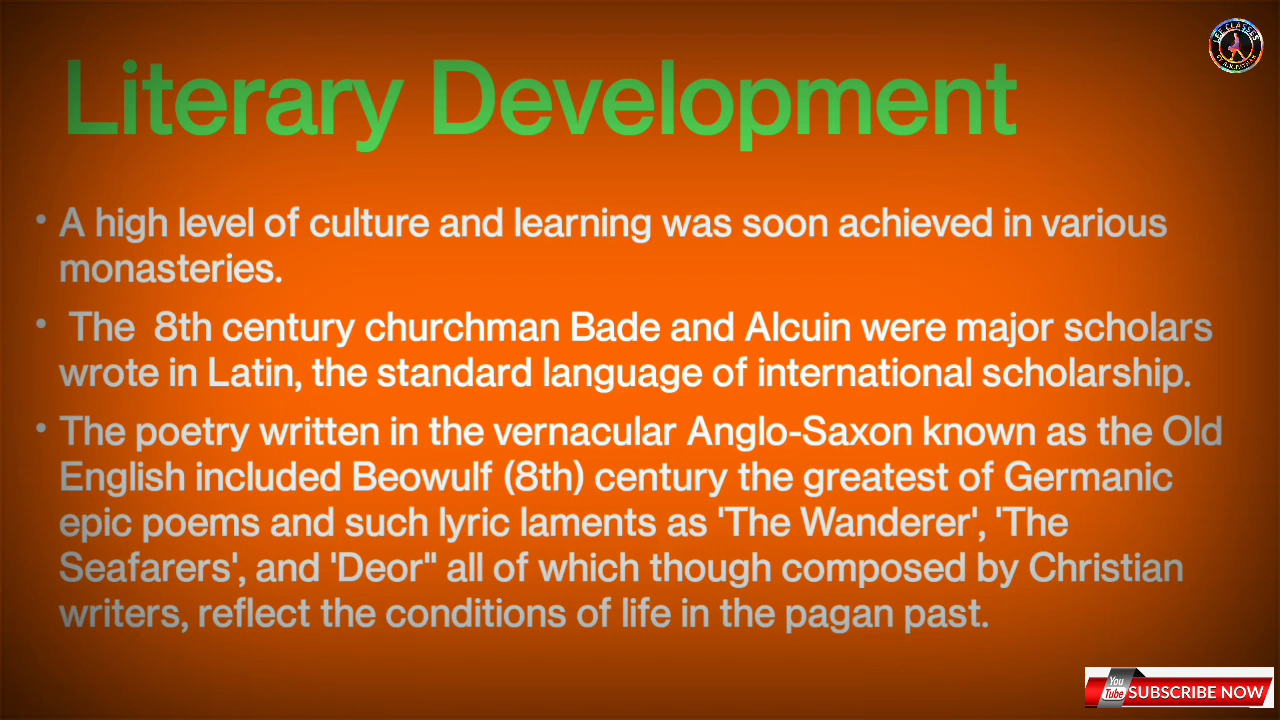 Literary Development
• A high level of culture and learning was soon achieved in various
monasteries.
• The 8th century churchman Bade and Alcuin were major scholars
wrote in Latin, the standard language of international scholarship.
• The poetry written in the vernacular Anglo-Saxon known as the Old
English included Beowulf (8th) century the greatest of Germanic
epic poems and such lyric laments as 'The Wanderer', 'The
Seafarers', and 'Deor" all of which though composed by Christian
writers, reflect the conditions of life in the pagan past.
You
Tube SUBSCRIBE NOW